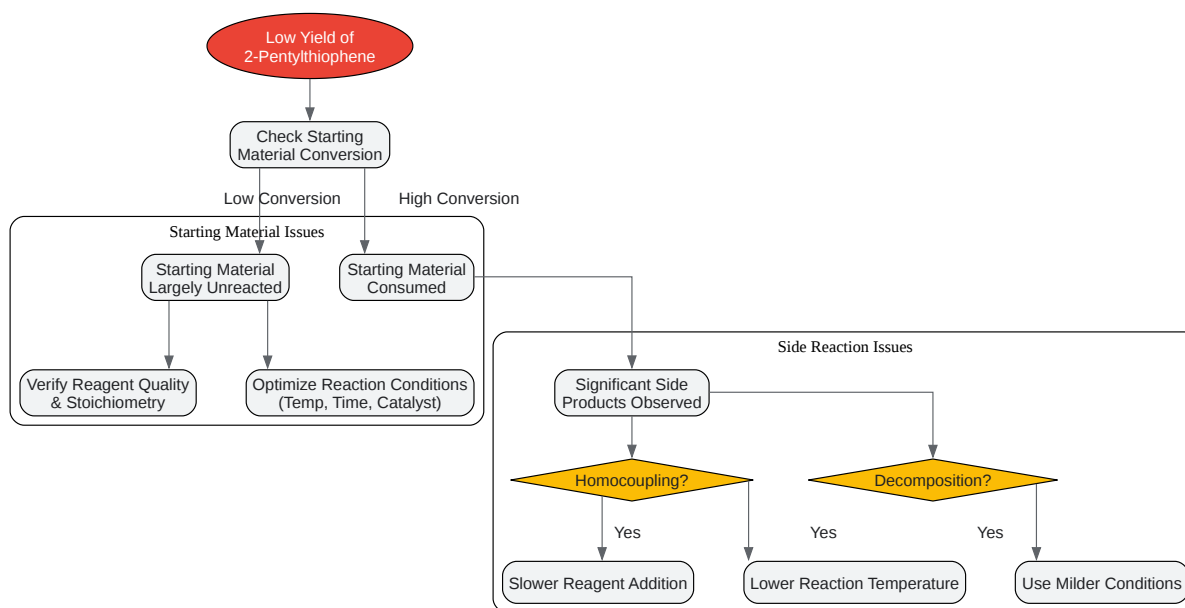 Low Yield of
2-Pentylthiophene
Check Starting
Material Conversion
Low Conversion
High Conversion
Starting Material Issues
Starting Material
Largely Unreacted
Starting Material
Consumed
Verify Reagent Quality
& Stoichiometry
Optimize Reaction Conditions
(Temp, Time, Catalyst)
Side Reaction Issues
Significant Side
Products Observed
Homocoupling?
Decomposition?
Yes
Yes
Yes
Slower Reagent Addition
Lower Reaction Temperature
Use Milder Conditions